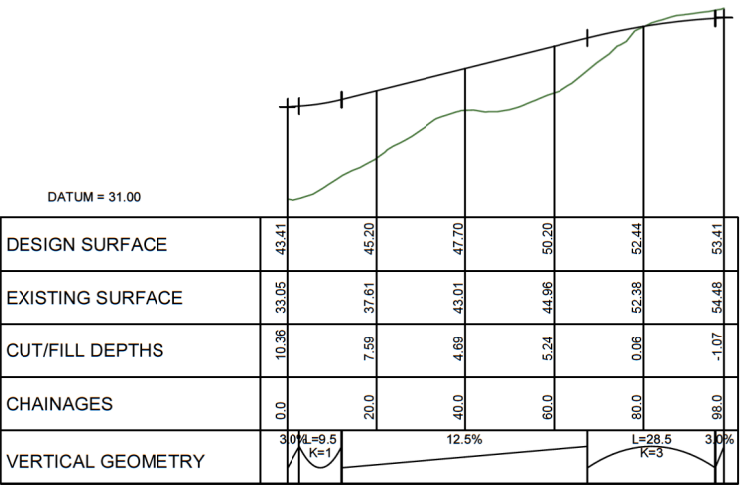 DATUM = 31.00
DESIGN SURFACE 43.41 45.20 47.70 50.20 52.44 53.41
EXISTING SURFACE 33.05 37.61 43.01 44.96 52.38 54.48
CUT/FILL DEPTHS 10.36 7.59 4.69 5.24 0.06 -1.07
CHAINAGES 0.0 20.0 40.0 60.0 80.0 98.0
3.0% L=9.5 12.5% L=28.5 3.0%
VERTICAL GEOMETRY K=1 K=3